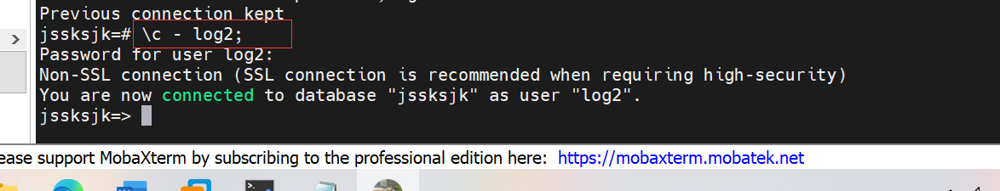 Previous connection kept
jssksjk=# \c - log2;
Password for user log2:
Non-SSL connection (SSL connection is recommended when requiring high-security)
You are now connected to database "jssksjk" as user "log2".
jssksjk=>
ease support MobaXterm by subscribing to the professional edition here: https://mobaxterm.mobatek.net